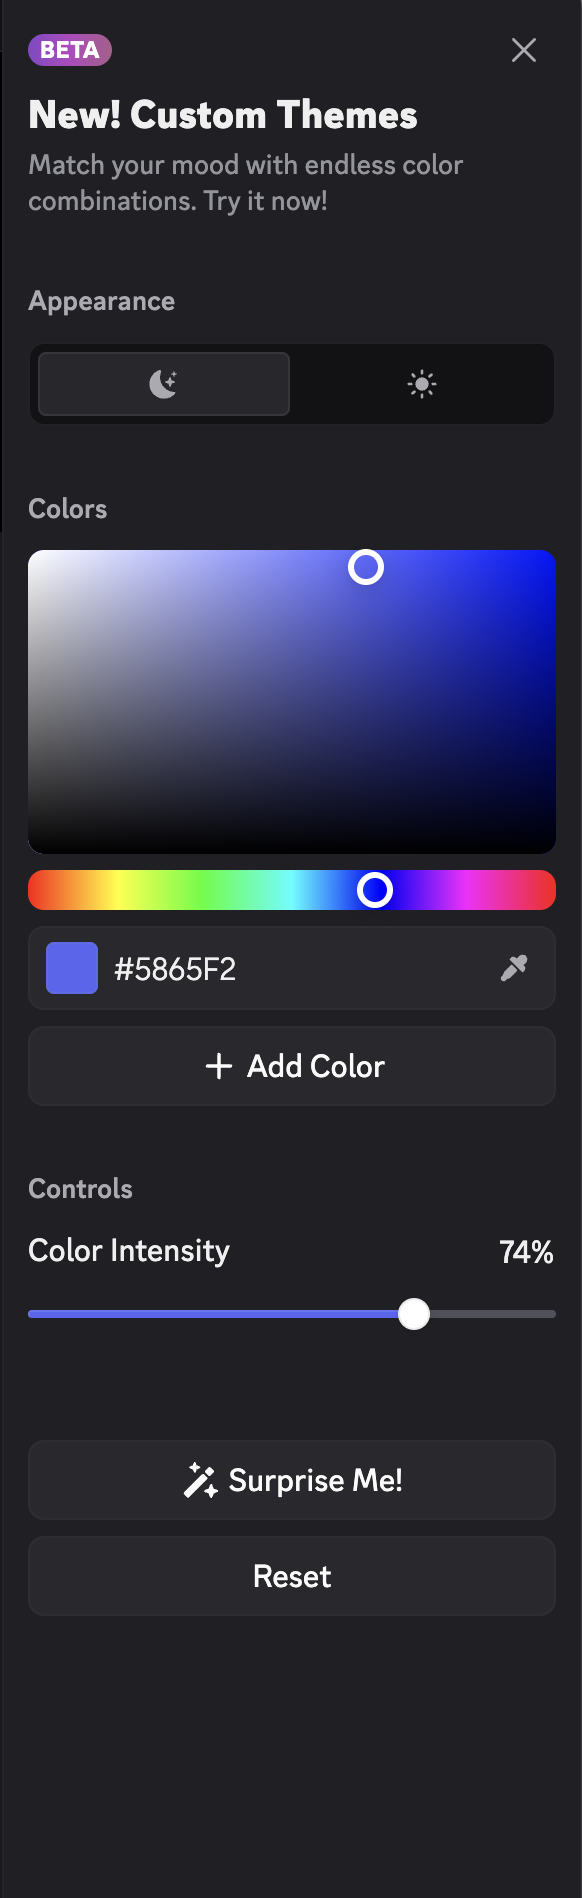 BETA
New! Custom Themes
Match your mood with endless color
combinations. Try it now!
Appearance
Colors
#5865F2
Add Color
Controls
Color Intensity 74%
Surprise Me!
Reset